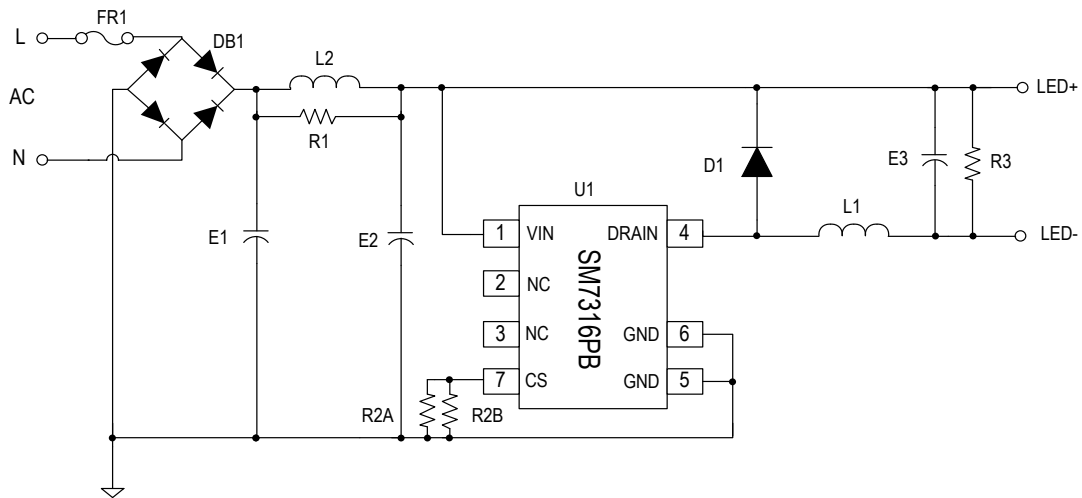 FR1
L
DB1
L2
LED+
AC
R1
N
D1
E3
R3
U1
L1
E1
E2
1 VIN
DRAIN 4
LED-
2 NC
SM7316PB
3 NC
GND 6
7 CS
GND 5
R2A
R2B